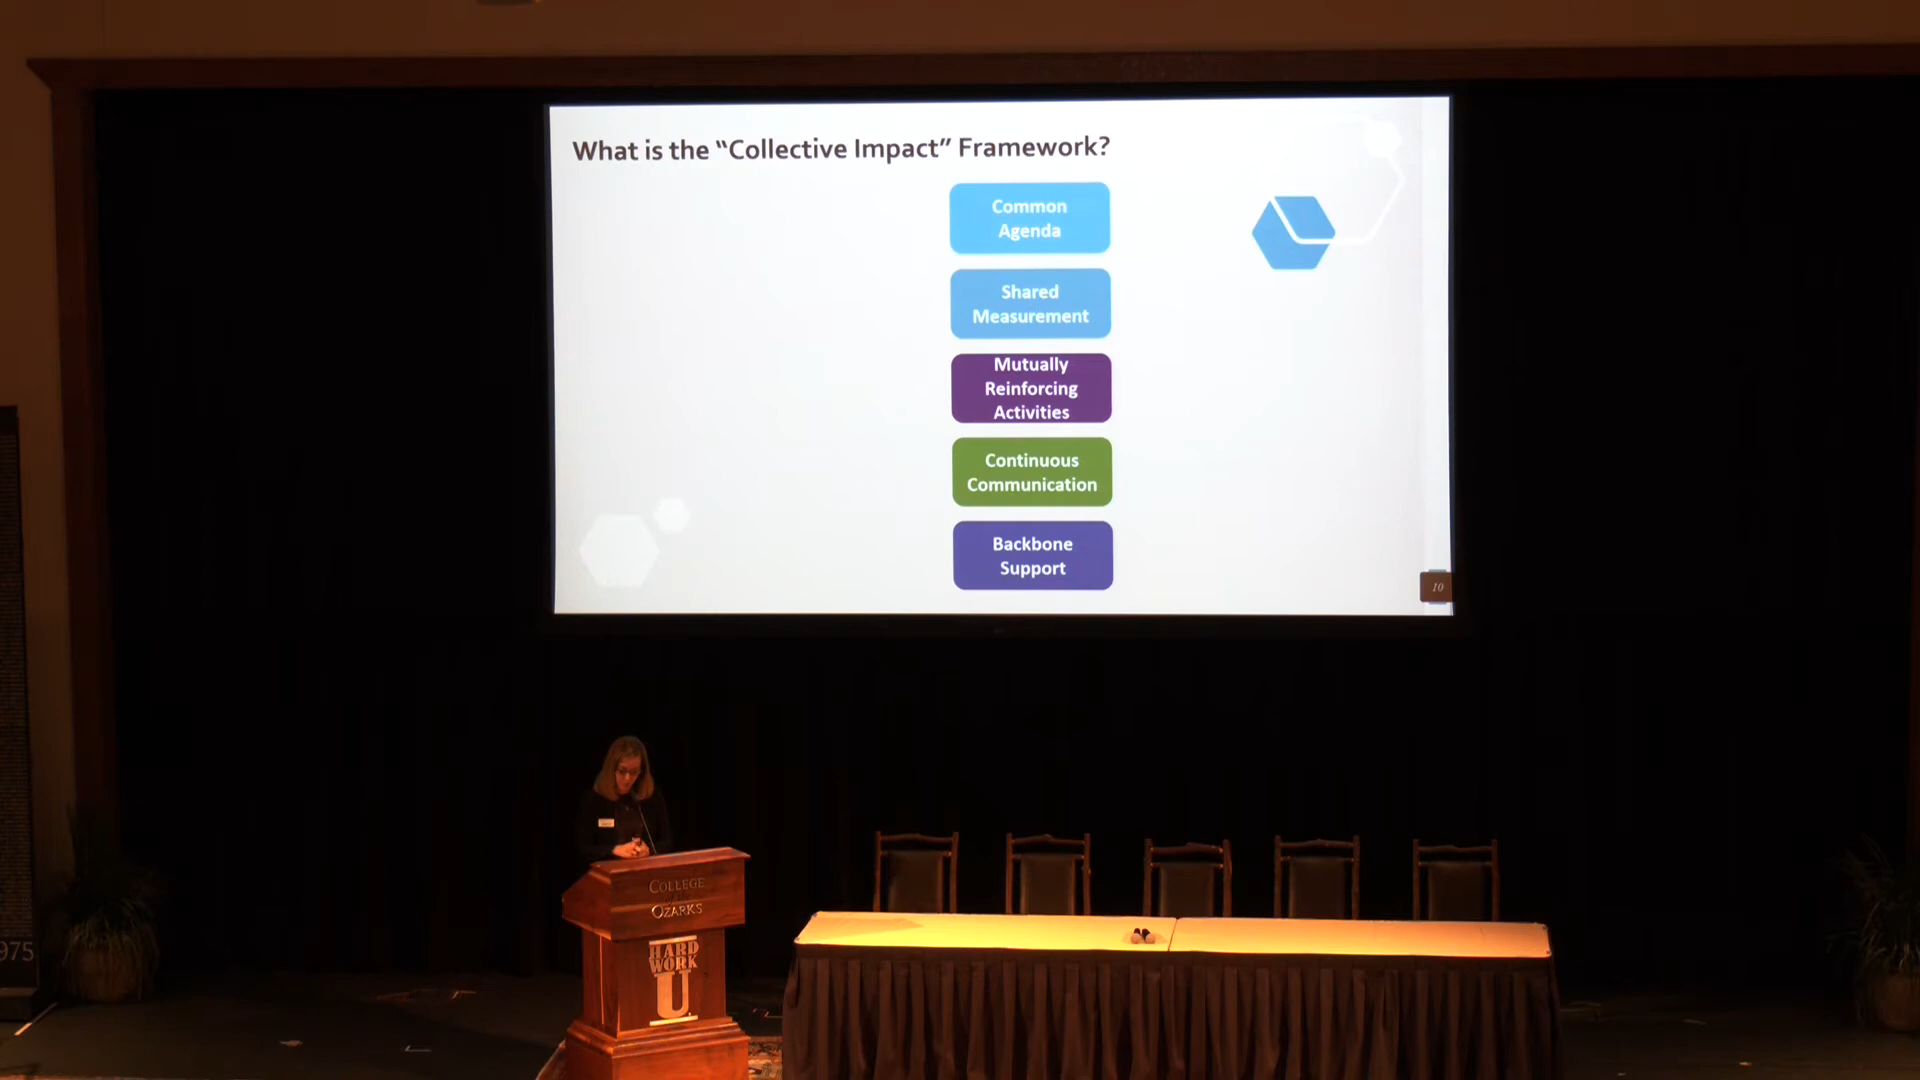 What is the “Collective Impact” Framework?
Common
Agenda
Shared
Measurement
Mutually
Reinforcing
Activities
Continuous
Communication
Backbone
Support
10
COLLEGE
OZARKS
HARD
WORK
U
975